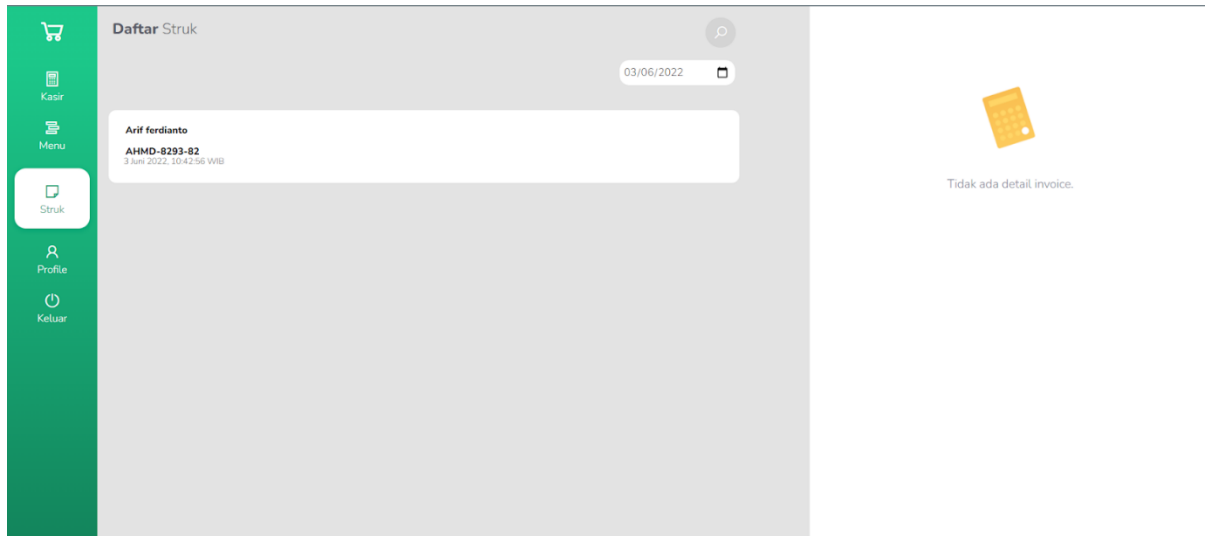 Kasir
Menu
Struk
Profile
Keluar
Daftar Struk
03/06/2022
Arif ferdianto
AHMD-8293-82
3 Juni 2022, 10:42:56 WIB
Tidak ada detail invoice.